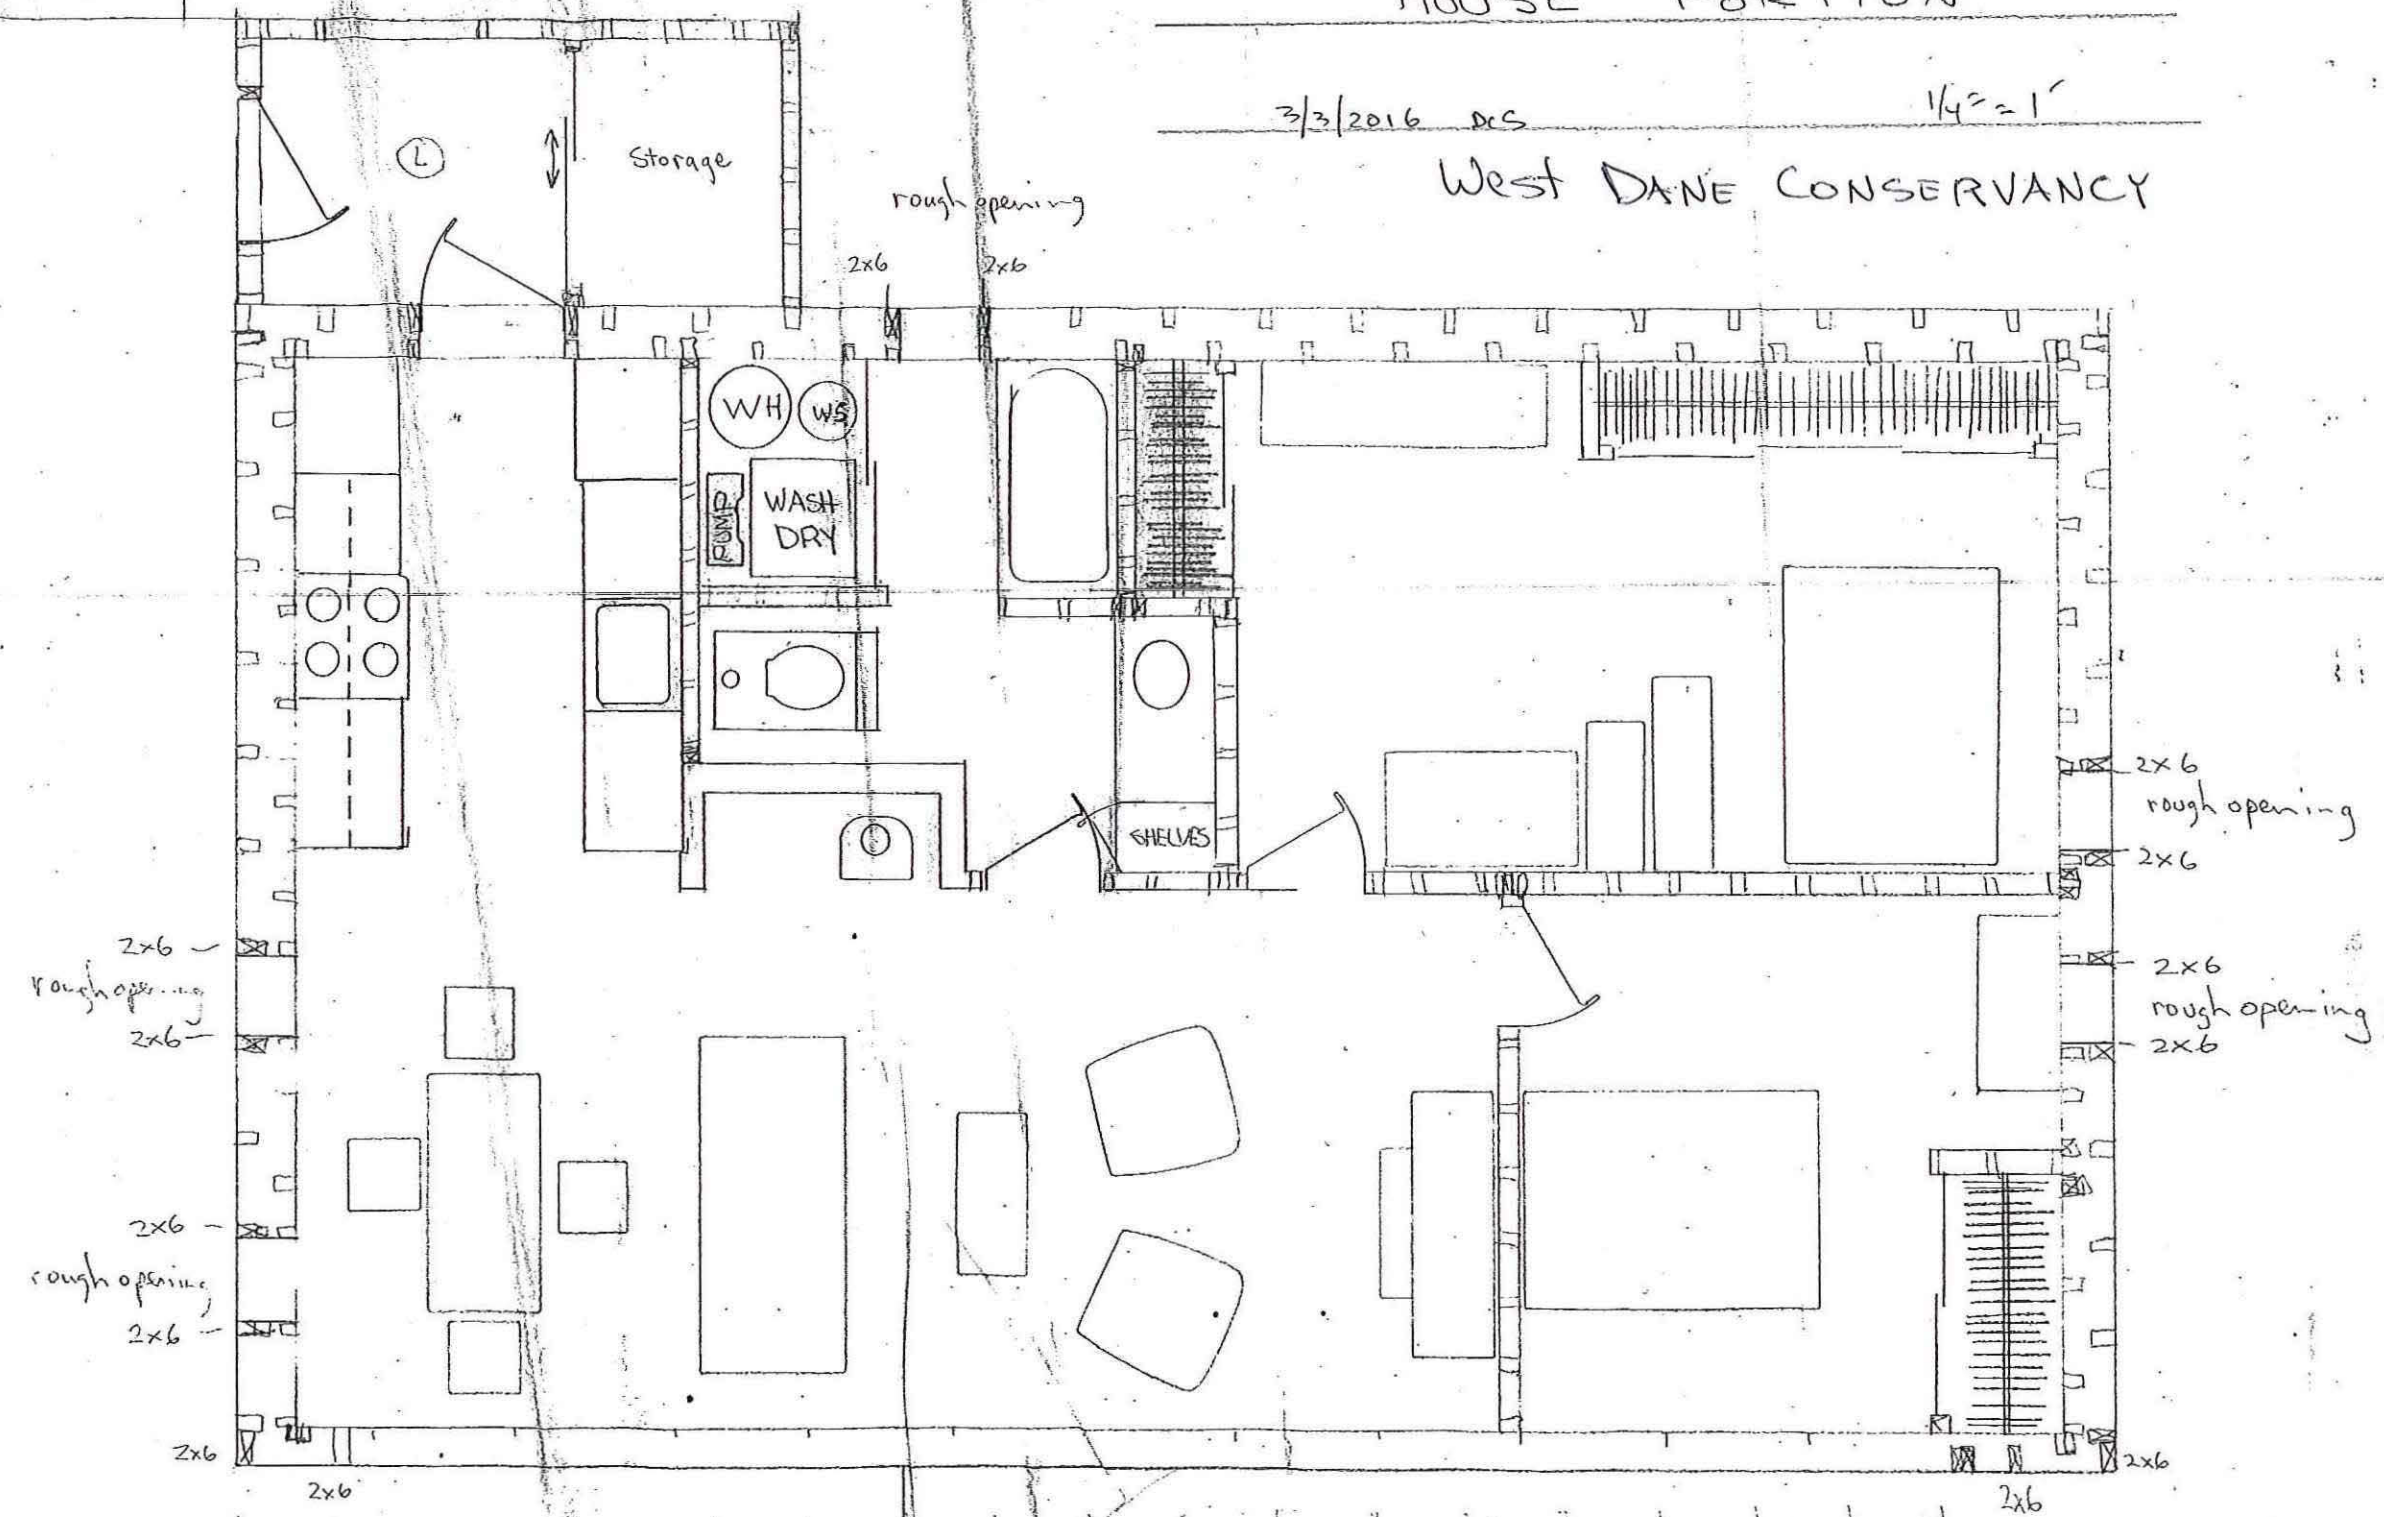 HOUSE PORTION
3/3/2016 DCS 1/4" = 1'
West DANE CONSERVANCY
L
Storage
rough opening
2x6 2x6
WH WS
PUMP
WASH
DRY
SHELVES
2x6
rough opening
2x6
2x6
rough opening
2x6
2x6
rough opening
2x6
2x6
rough opening
2x6
2x6
2x6
2x6
2x6